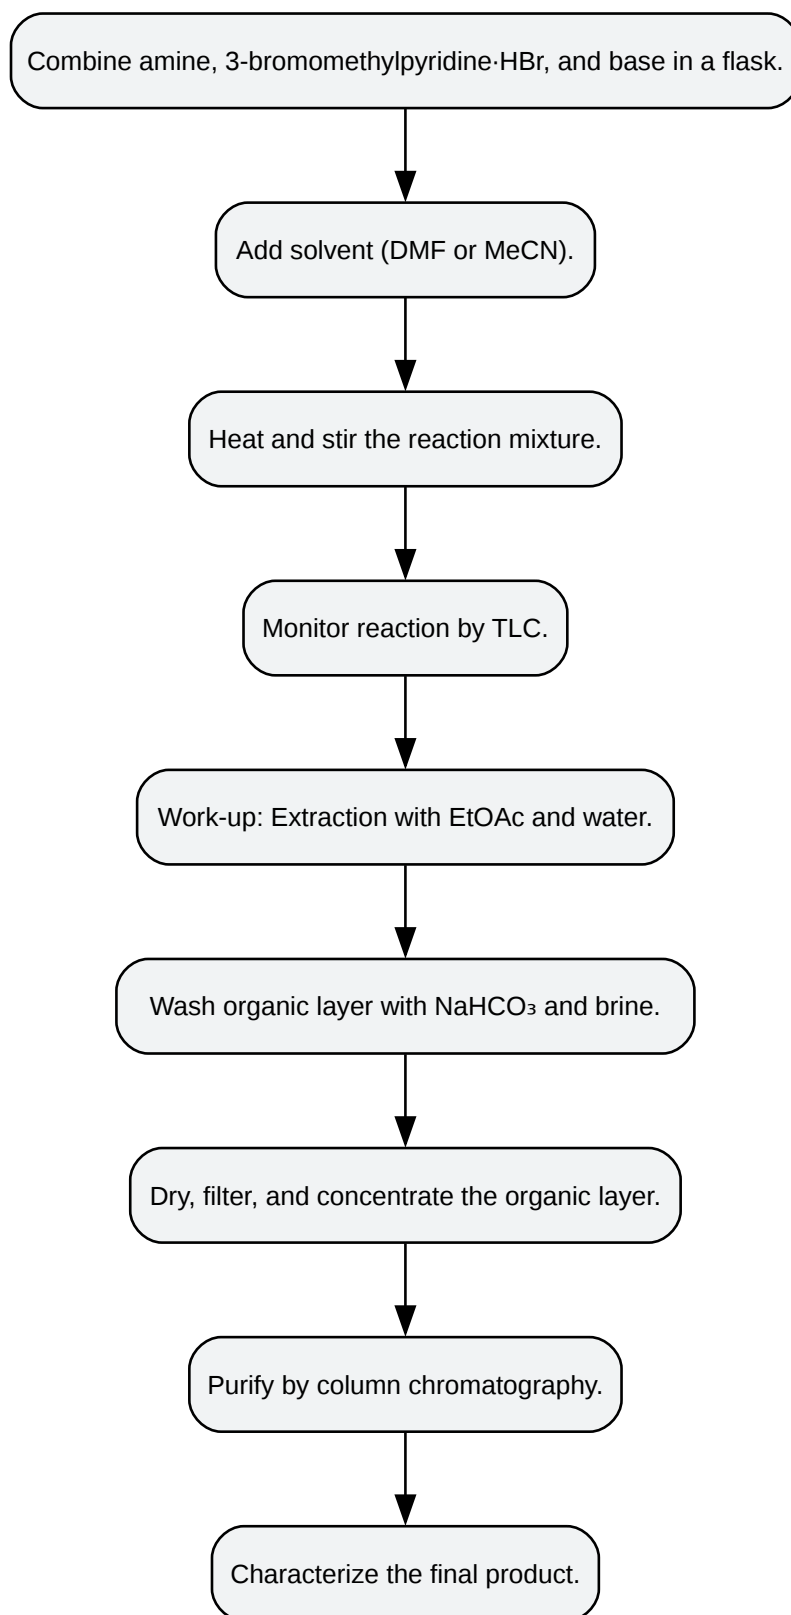 Combine amine, 3-bromomethylpyridine·HBr, and base in a flask.
Add solvent (DMF or MeCN).
Heat and stir the reaction mixture.
Monitor reaction by TLC.
Work-up: Extraction with EtOAc and water.
Wash organic layer with NaHCO₃ and brine.
Dry, filter, and concentrate the organic layer.
Purify by column chromatography.
Characterize the final product.